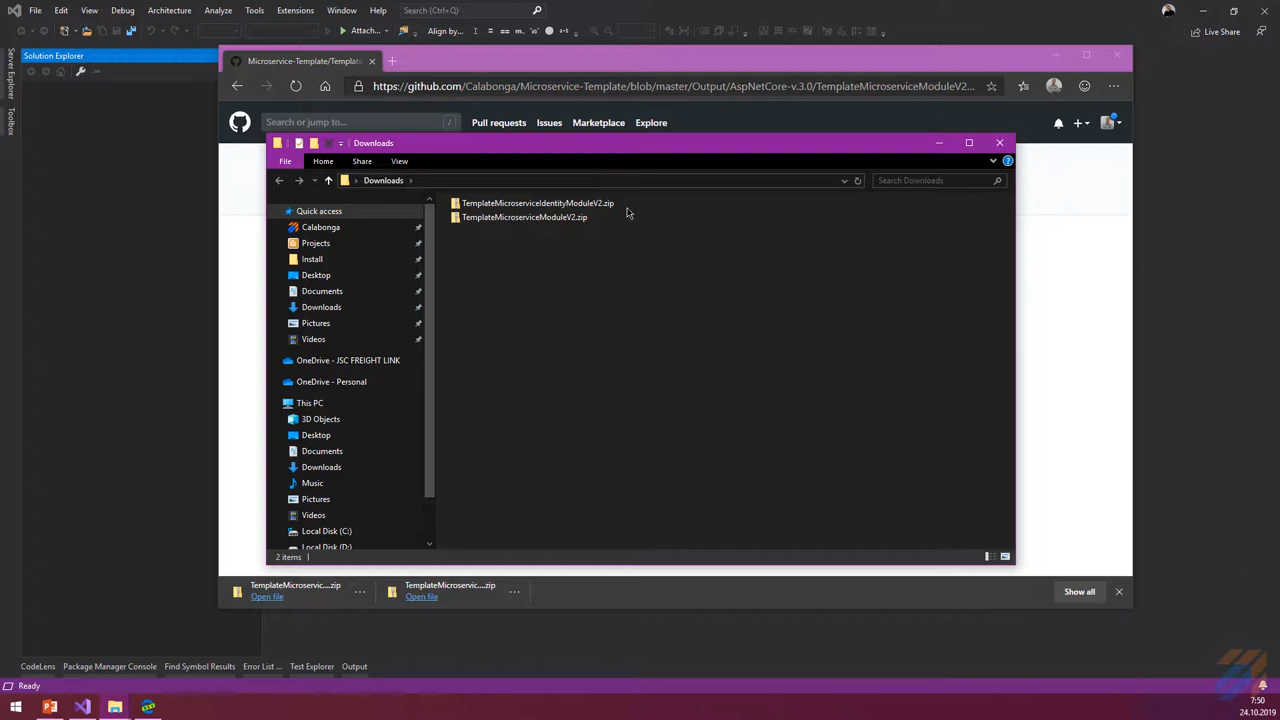 File Edit View Debug Architecture Analyze Tools Extensions Window Help Search (Ctrl+Q)
Attach... Align by... Live Share
Server Explorer
Toolbox
Solution Explorer
Microservice-Template/Template
https://github.com/Calabonga/Microservice-Template/blob/master/Output/AspNetCore-v.3.0/TemplateMicroserviceModuleV2...
Search or jump to... / Pull requests Issues Marketplace Explore
Downloads
File Home Share View
Downloads Search Downloads
Quick access
Calabonga
Projects
Install
Desktop
Documents
Downloads
Pictures
Videos
OneDrive - JSC FREIGHT LINK
OneDrive - Personal
This PC
3D Objects
Desktop
Documents
Downloads
Music
Pictures
Videos
Local Disk (C:)
Local Disk (D:)
TemplateMicroserviceIdentityModuleV2.zip
TemplateMicroserviceModuleV2.zip
2 items
TemplateMicroservic....zip
Open file
TemplateMicroservic....zip
Open file
Show all
CodeLens Package Manager Console Find Symbol Results Error List ... Test Explorer Output
Ready
7:50
24.10.2019